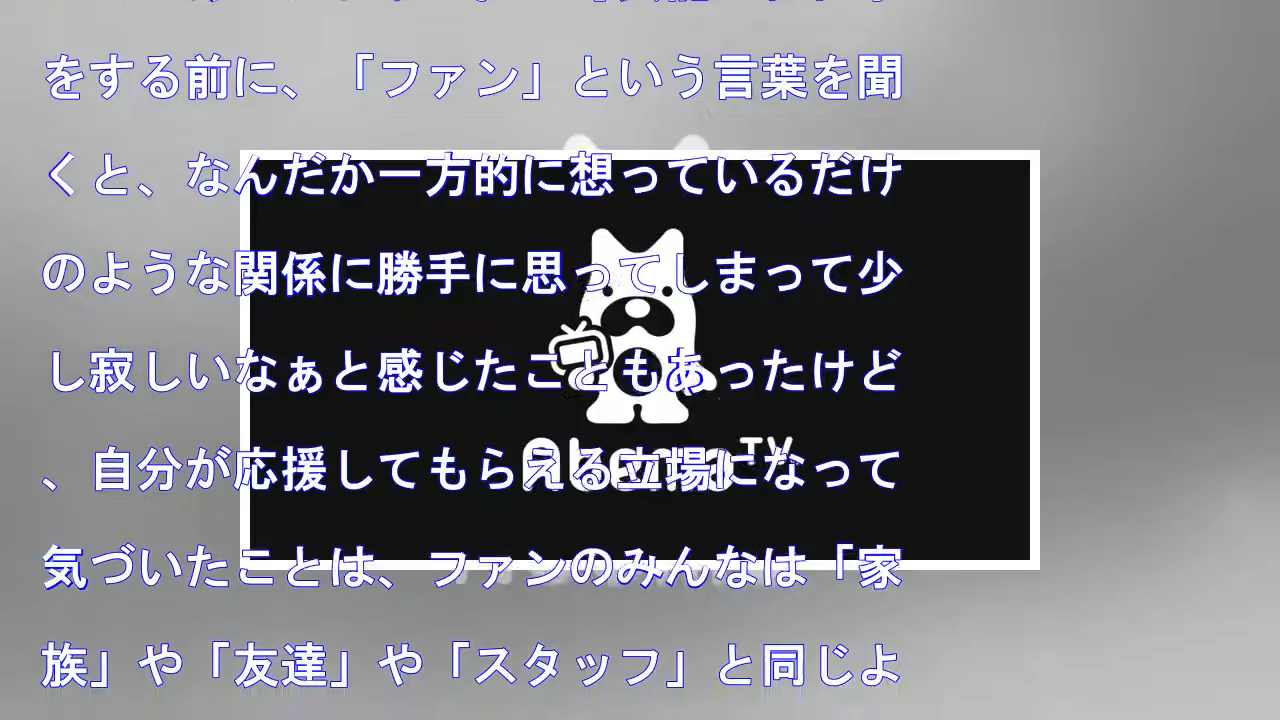 をする前に、「ファン」という言葉を聞
くと、なんだか一方的に想っているだけ
のような関係に勝手に思ってしまって少
し寂しいなぁと感じたこともあったけど
、自分が応援してもらえる立場になって
気づいたことは、ファンのみんなは「家
族」や「友達」や「スタッフ」と同じよ
AbemaTV